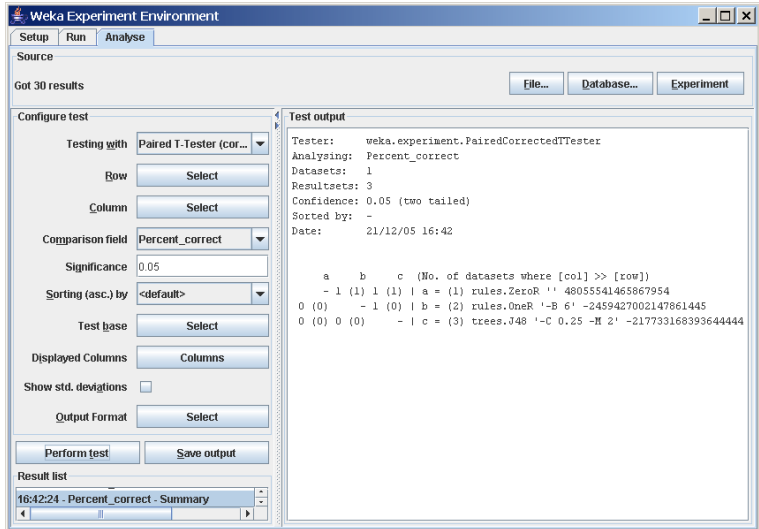 Weka Experiment Environment
Setup Run Analyse
Source
Got 30 results
File... Database... Experiment
Configure test
Testing with Paired T-Tester (cor...
Row Select
Column Select
Comparison field Percent_correct
Significance 0.05
Sorting (asc.) by <default>
Test base Select
Displayed Columns Columns
Show std. deviations
Output Format Select
Perform test Save output
Result list
16:42:24 - Percent_correct - Summary
Test output
Tester: weka.experiment.PairedCorrectedTTester
Analysing: Percent_correct
Datasets: 1
Resultsets: 3
Confidence: 0.05 (two tailed)
Sorted by: -
Date: 21/12/05 16:42
a b c (No. of datasets where [col] >> [row])
- 1 (1) 1 (1) | a = (1) rules.ZeroR '' 48055541465867954
0 (0) - 1 (0) | b = (2) rules.OneR '-B 6' -2459427002147861445
0 (0) 0 (0) - | c = (3) trees.J48 '-C 0.25 -M 2' -217733168393644444